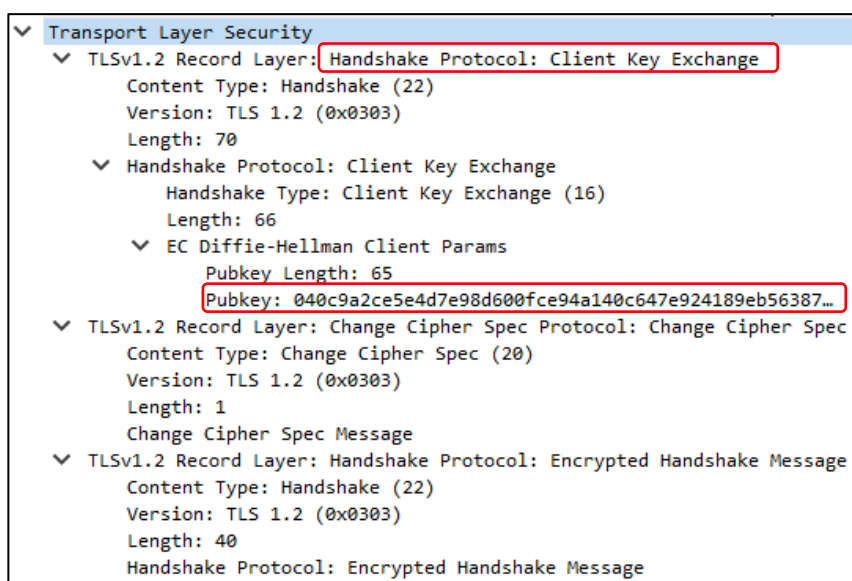 Transport Layer Security
TLSv1.2 Record Layer: Handshake Protocol: Client Key Exchange
Content Type: Handshake (22)
Version: TLS 1.2 (0x0303)
Length: 70
Handshake Protocol: Client Key Exchange
Handshake Type: Client Key Exchange (16)
Length: 66
EC Diffie-Hellman Client Params
Pubkey Length: 65
Pubkey: 040c9a2ce5e4d7e98d600fce94a140c647e924189eb56387…
TLSv1.2 Record Layer: Change Cipher Spec Protocol: Change Cipher Spec
Content Type: Change Cipher Spec (20)
Version: TLS 1.2 (0x0303)
Length: 1
Change Cipher Spec Message
TLSv1.2 Record Layer: Handshake Protocol: Encrypted Handshake Message
Content Type: Handshake (22)
Version: TLS 1.2 (0x0303)
Length: 40
Handshake Protocol: Encrypted Handshake Message